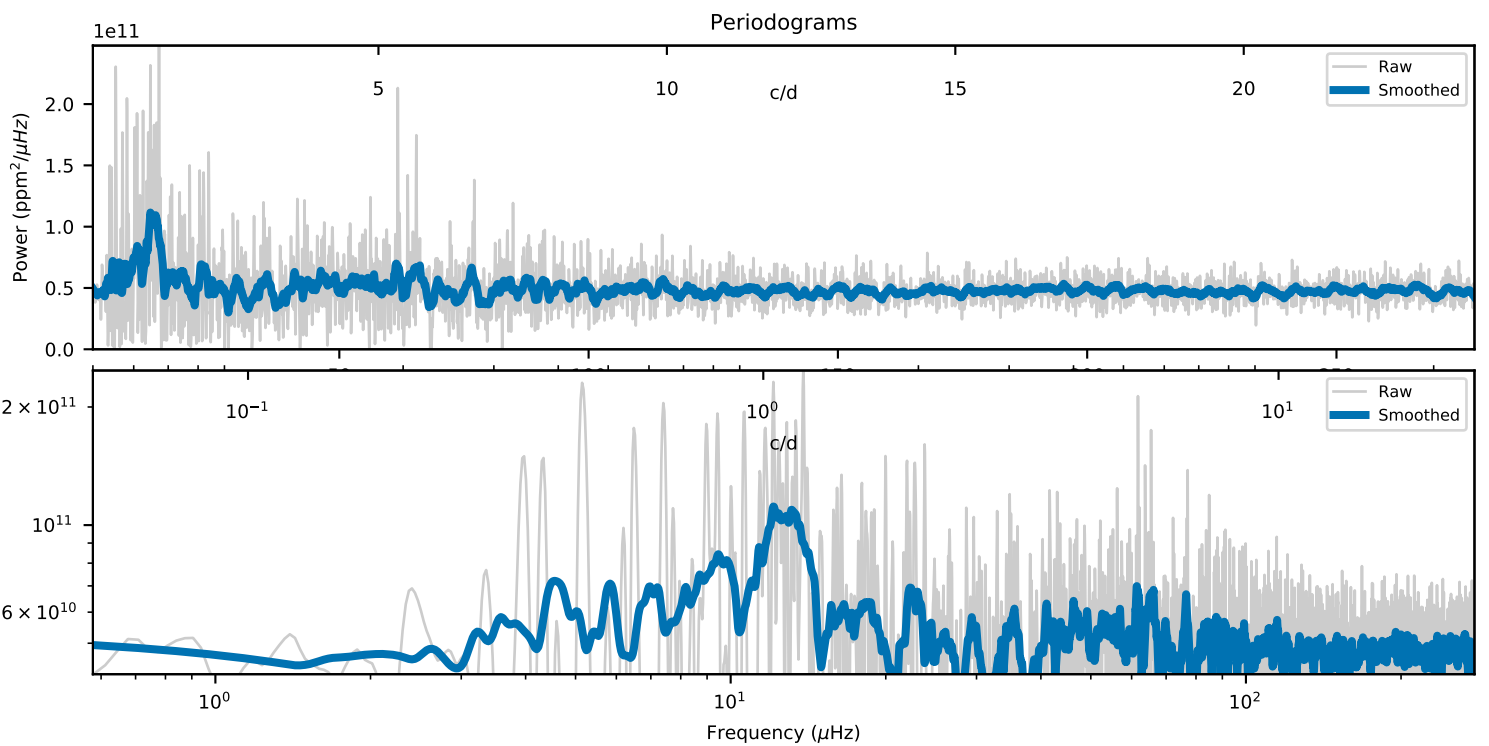 Periodograms
1e11
Raw
Smoothed
5 10 15 20
c/d
2.0
1.5
1.0
0.5
0.0
Power (ppm²/μHz)
Raw
Smoothed
2 × 10¹¹
10⁻¹ 10⁰ 10¹
c/d
10¹¹
6 × 10¹⁰
10⁰ 10¹ 10²
Frequency (μHz)